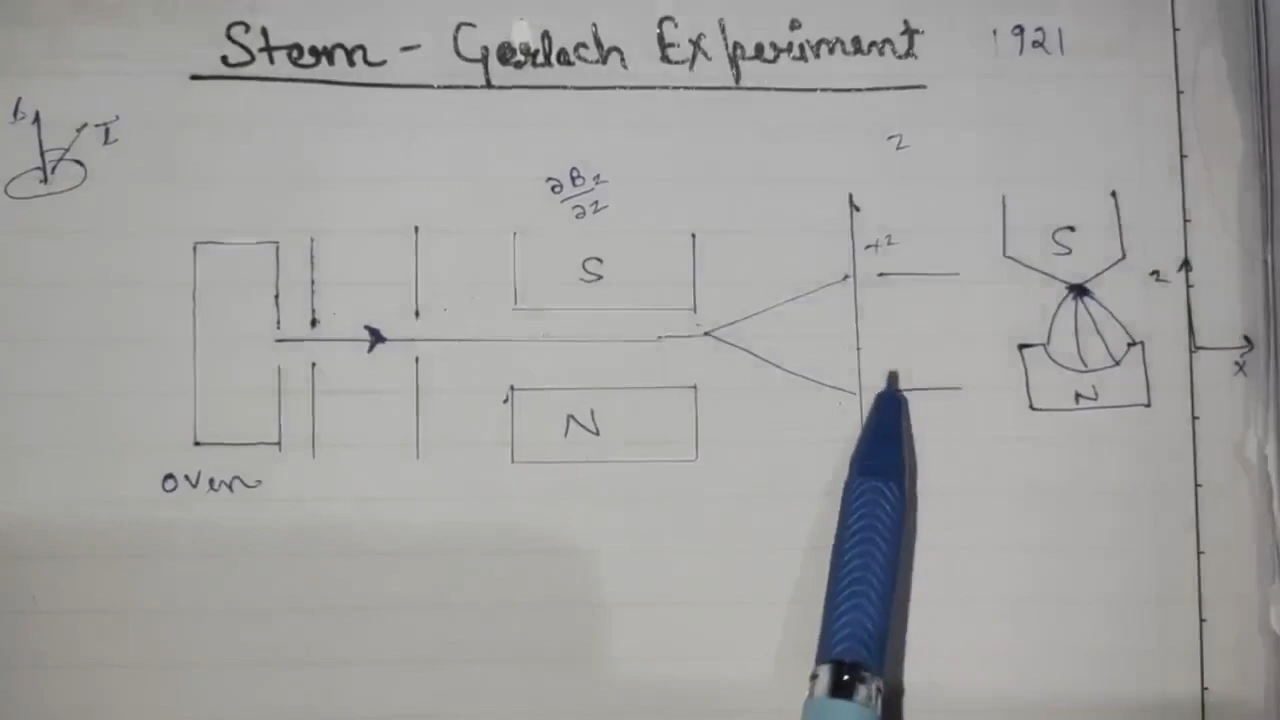 Stern - Gerlach Experiment 1921
b
I
z
∂Bz
∂z
+z
S
S
z
x
N
N
oven